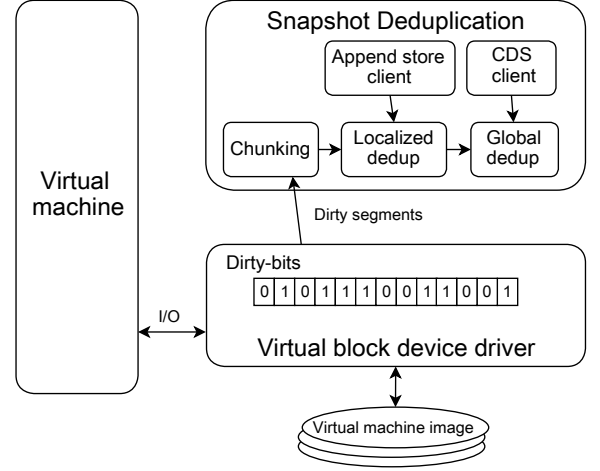 Snapshot Deduplication
Append store
client
CDS
client
Chunking
Localized
dedup
Global
dedup
Virtual
machine
Dirty segments
Dirty-bits
0 1 0 1 1 1 0 0 1 1 0 0 1
I/O
Virtual block device driver
Virtual machine image